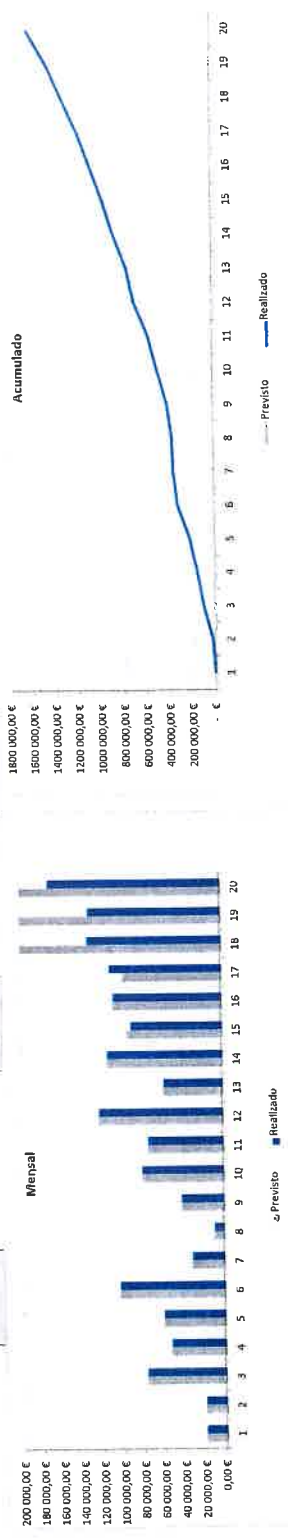 Mensal
200 000,00 €
180 000,00 €
160 000,00 €
140 000,00 €
120 000,00 €
100 000,00 €
80 000,00 €
60 000,00 €
40 000,00 €
20 000,00 €
0,00 €
1 2 3 4 5 6 7 8 9 10 11 12 13 14 15 16 17 18 19 20
Previsto Realizado
Acumulado
1800 000,00 €
1600 000,00 €
1400 000,00 €
1200 000,00 €
1000 000,00 €
800 000,00 €
600 000,00 €
400 000,00 €
200 000,00 €
- €
1 2 3 4 5 6 7 8 9 10 11 12 13 14 15 16 17 18 19 20
Previsto Realizado